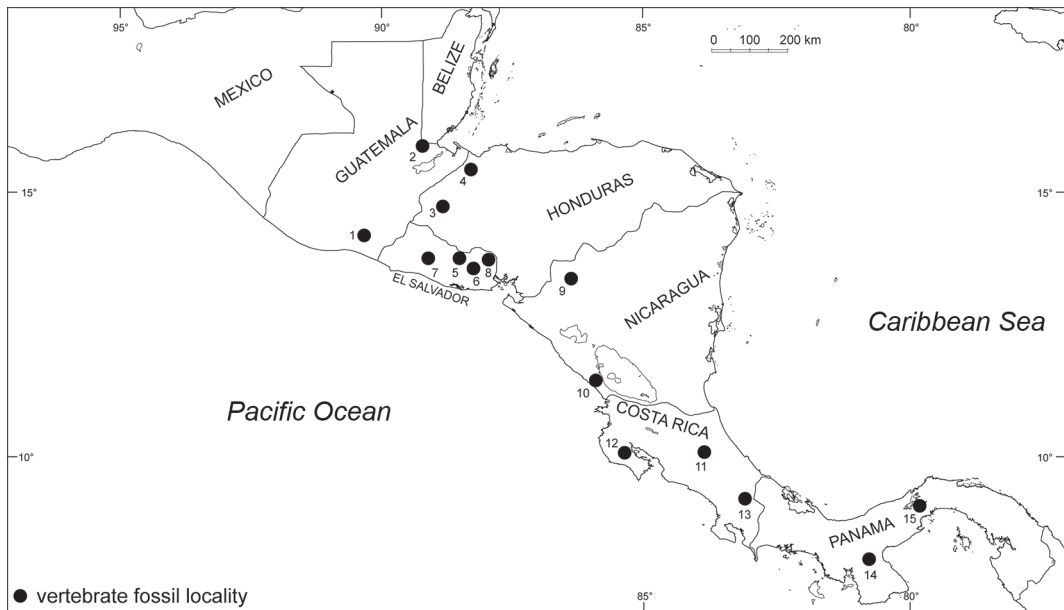 95°
90°
85°
80°
0 100 200 km
MEXICO
BELIZE
GUATEMALA
2
4
HONDURAS
15°
15°
3
1
7
5
6
8
EL SALVADOR
9
NICARAGUA
Caribbean Sea
10
Pacific Ocean
COSTA RICA
12
11
10°
10°
13
15
PANAMA
14
vertebrate fossil locality
85°
80°